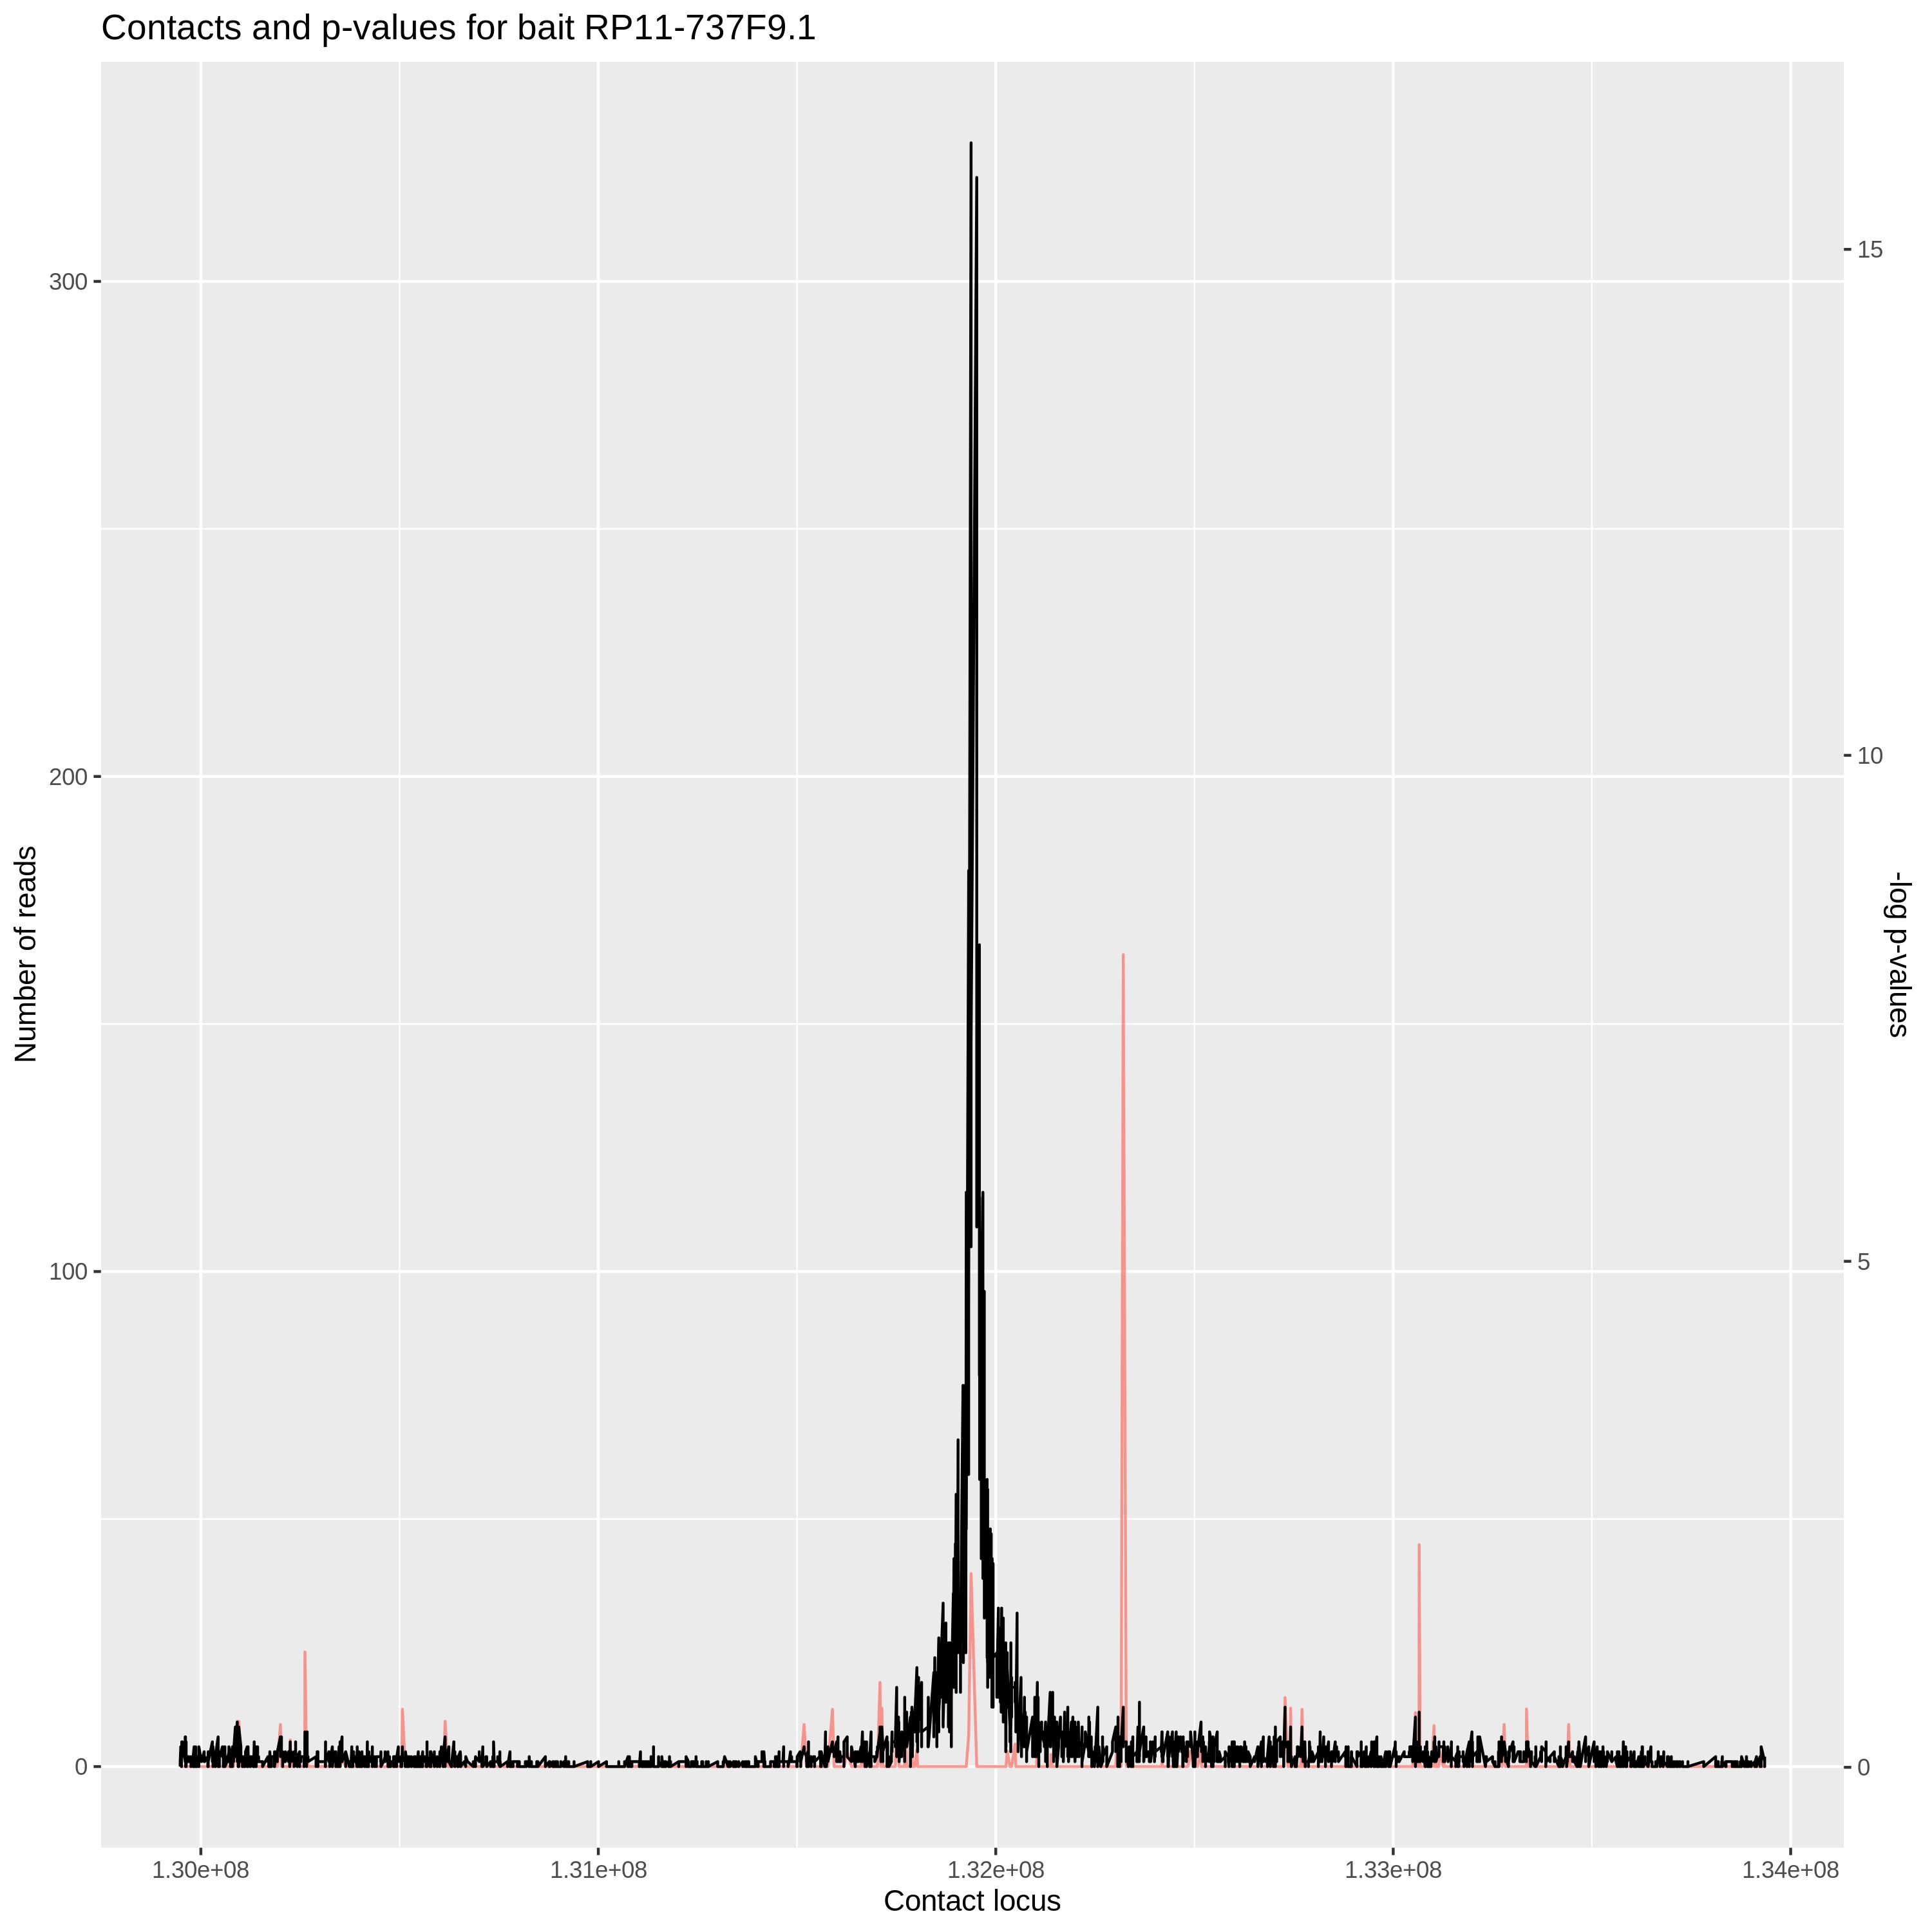 Contacts and p-values for bait RP11-737F9.1
300
200
100
0
Number of reads
15
10
5
0
-log p-values
1.30e+08
1.31e+08
1.32e+08
1.33e+08
1.34e+08
Contact locus